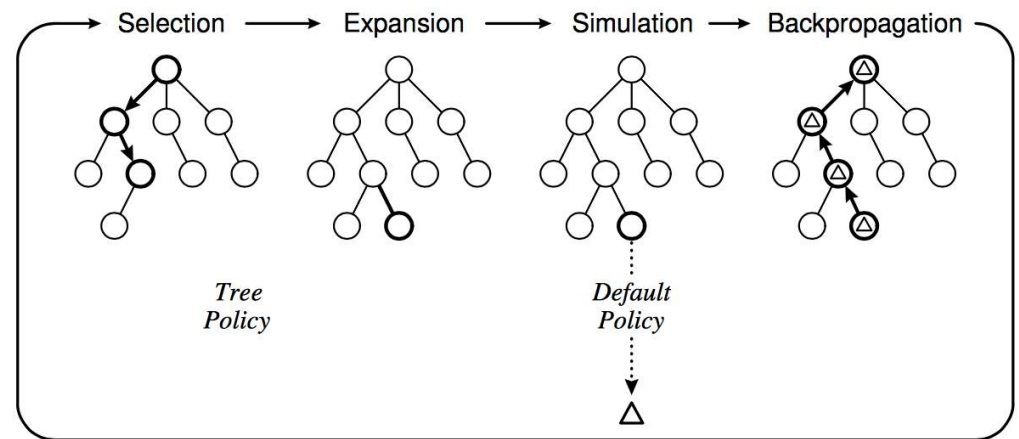 Selection Expansion Simulation Backpropagation
Tree
Policy
Default
Policy